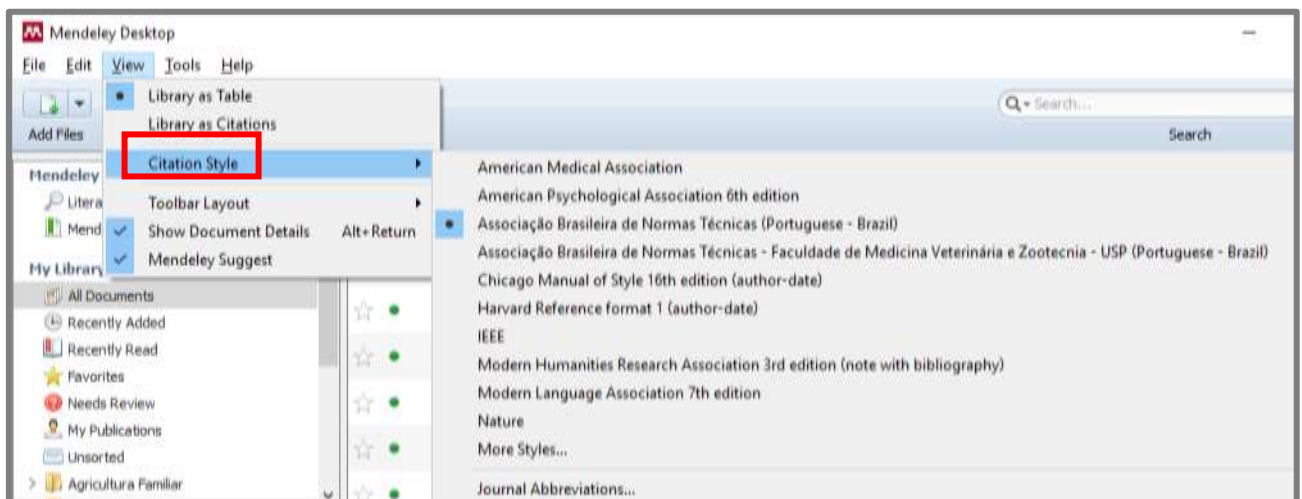 Mendeley Desktop
File Edit View Tools Help
Library as Table
Library as Citations
Search...
Add Files
Search
Citation Style
American Medical Association
Mendeley
American Psychological Association 6th edition
Litera
Toolbar Layout
Associação Brasileira de Normas Técnicas (Portuguese - Brazil)
Mend
Show Document Details Alt+Return
Associação Brasileira de Normas Técnicas - Faculdade de Medicina Veterinária e Zootecnia - USP (Portuguese - Brazil)
Mendeley Suggest
My Library
Chicago Manual of Style 16th edition (author-date)
All Documents
Harvard Reference format 1 (author-date)
Recently Added
IEEE
Recently Read
Modern Humanities Research Association 3rd edition (note with bibliography)
Favorites
Modern Language Association 7th edition
Needs Review
Nature
My Publications
More Styles...
Unsorted
Agricultura Familiar
Journal Abbreviations...